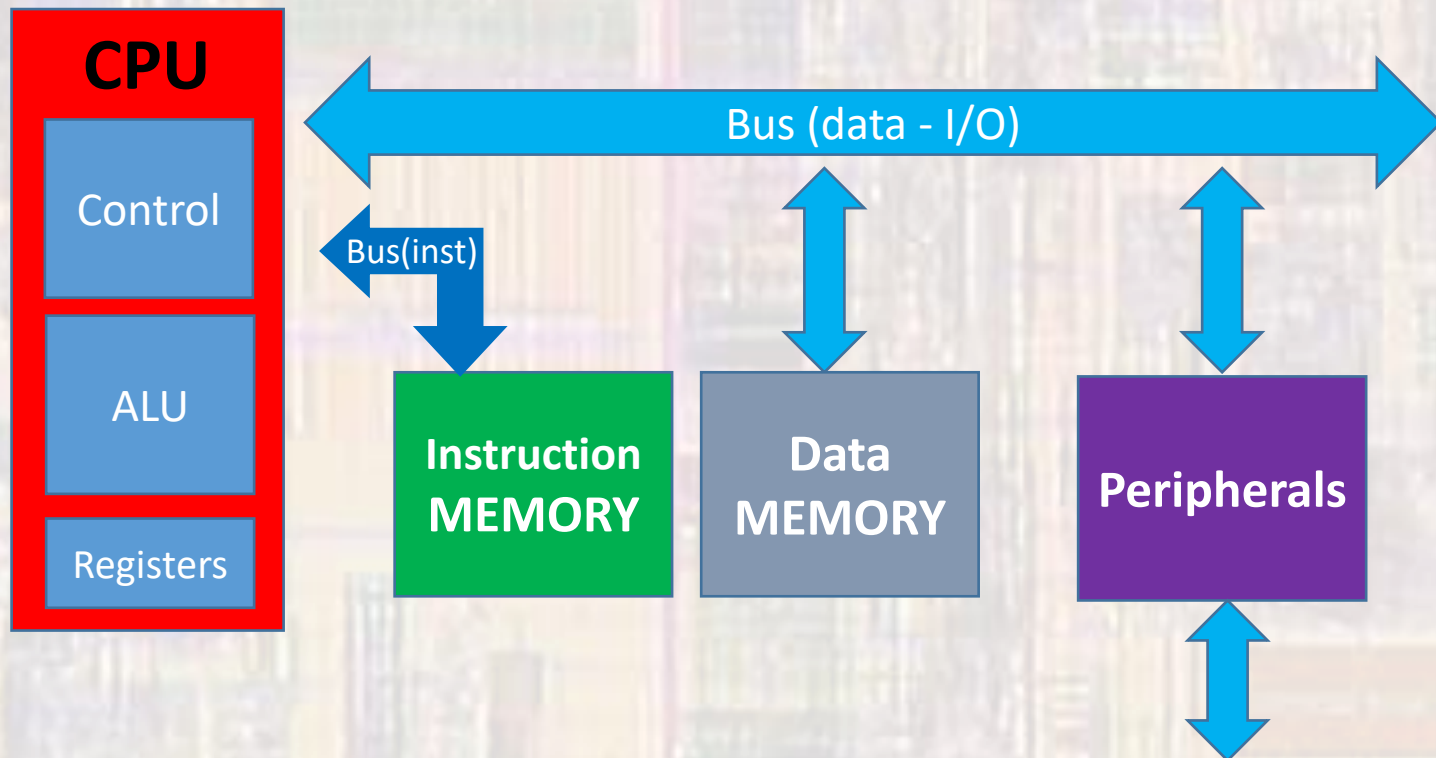 CPU
Control
ALU
Registers
Bus (data - I/O)
Bus(inst)
Instruction
MEMORY
Data
MEMORY
Peripherals